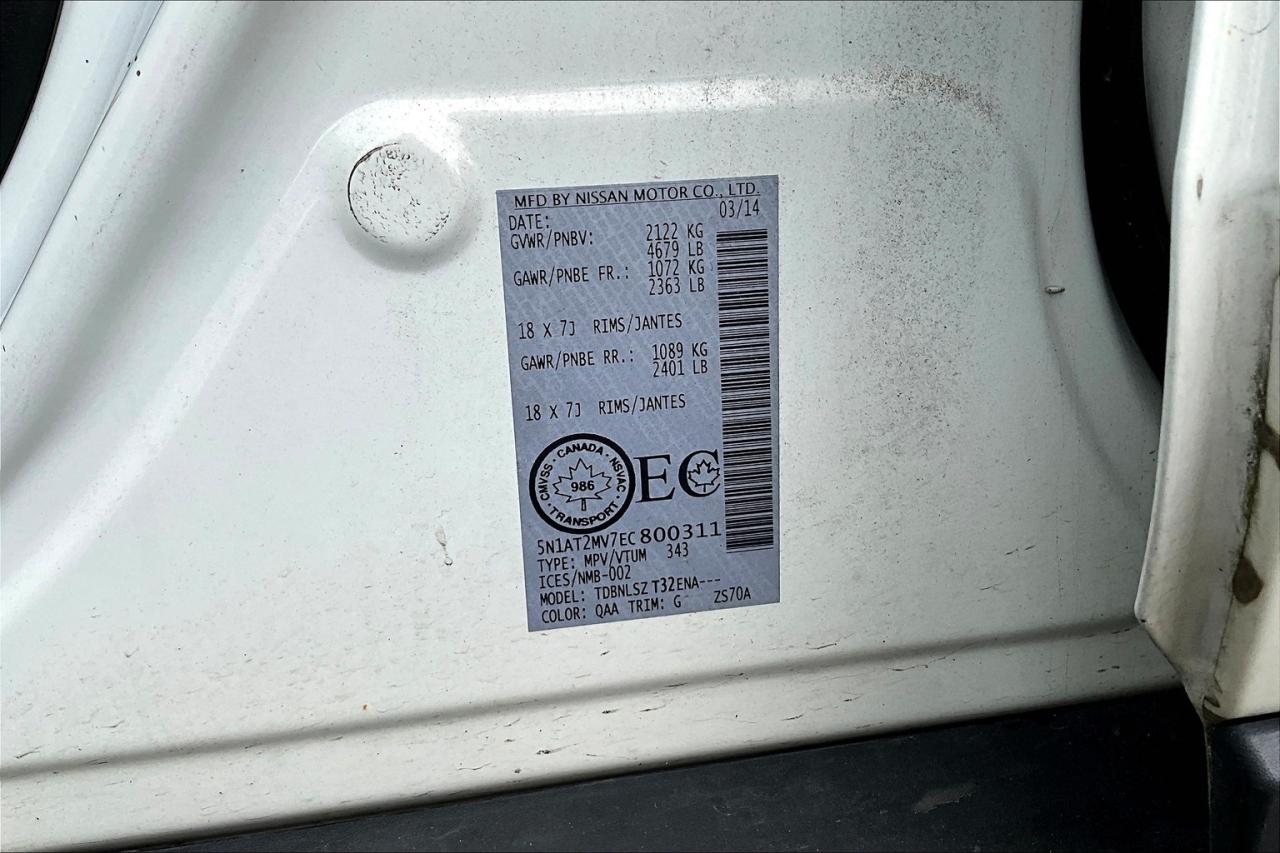 MFD BY NISSAN MOTOR CO., LTD.
DATE: 03/14
GVWR/PNBV: 2122 KG
4679 LB
GAWR/PNBE FR.: 1072 KG
2363 LB
18 X 7J RIMS/JANTES
GAWR/PNBE RR.: 1089 KG
2401 LB
18 X 7J RIMS/JANTES
CMVSS · CANADA · NSVAC
986
· TRANSPORT ·
EC
5N1AT2MV7EC800311
TYPE: MPV/VTUM 343
ICES/NMB-002
MODEL: TDBNLSZ T32ENA---
COLOR: QAA TRIM: G ZS70A